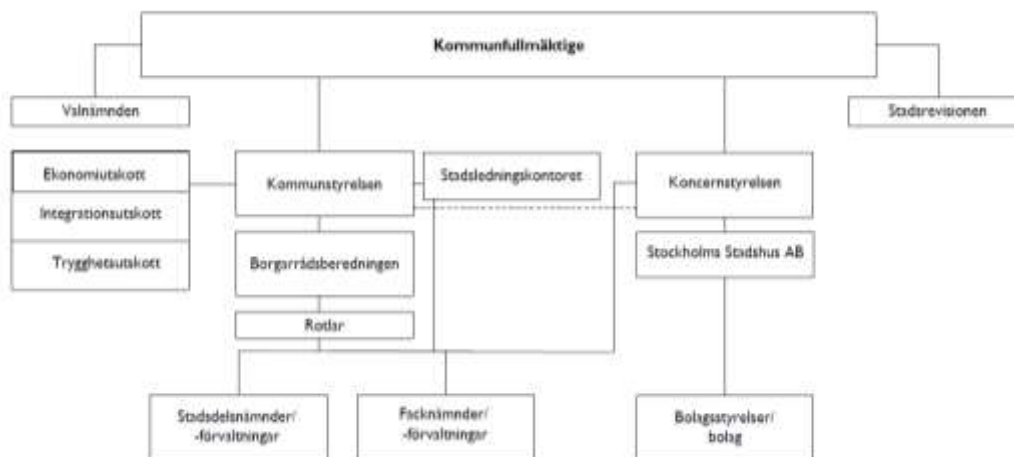 Kommunfullmäktige
Valnämnden
Stadsrevisionen
Ekonomiutskott
Integrationsutskott
Trygghetsutskott
Kommunstyrelsen
Stadsledningskontoret
Koncernstyrelsen
Borgarrådsberedningen
Stockholms Stadshus AB
Rotlar
Stadsdelsnämnder/
-förvaltningar
Facknämnder/
-förvaltningar
Bolagsstyrelser/
bolag